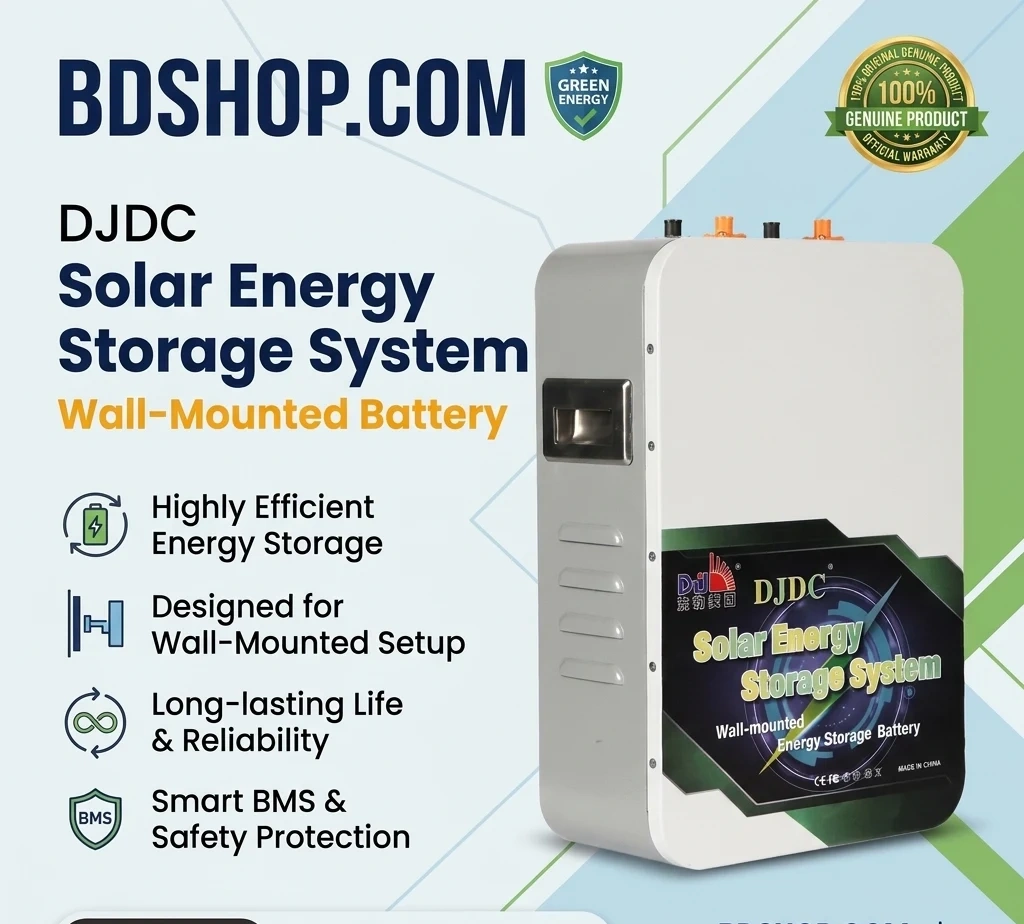 BDSHOP.COM
GREEN
ENERGY
100% ORIGINAL GENUINE PRODUCT
100%
GENUINE PRODUCT
OFFICIAL WARRANTY
DJDC
Solar Energy
Storage System
Wall-Mounted Battery
Highly Efficient
Energy Storage
Designed for
Wall-Mounted Setup
Long-lasting Life
& Reliability
BMS
Smart BMS &
Safety Protection
DJ
DJDC
Solar Energy
Storage System
Wall-mounted
Energy Storage Battery
MADE IN CHINA